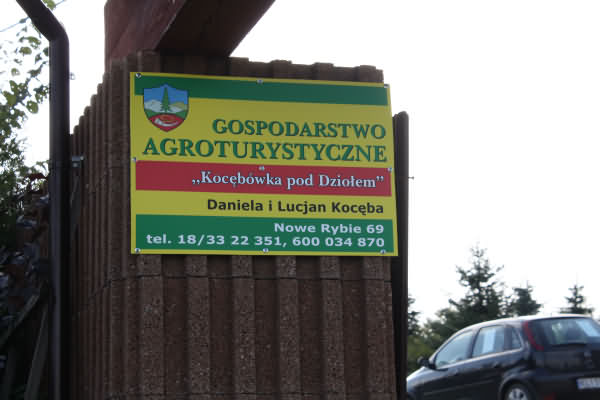 GOSPODARSTWO
AGROTURYSTYCZNE
„Kocębówka pod Dziołem”
Daniela i Lucjan Kocęba
Nowe Rybie 69
tel. 18/33 22 351, 600 034 870